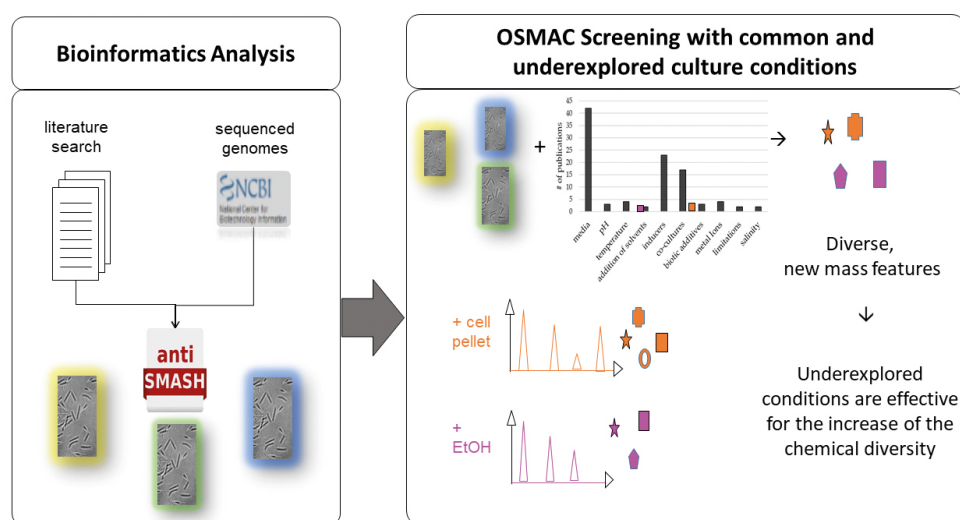 Bioinformatics Analysis
literature
search
sequenced
genomes
NCBI
National Center for
Biotechnology Information
anti
SMASH
OSMAC Screening with common and
underexplored culture conditions
+
# of publications
45
40
35
30
25
20
15
10
5
0
media
pH
temperature
addition of solvents
inducers
co-cultures
biotic additives
metal Ions
limitations
salinity
Diverse,
new mass features
+ cell
pellet
+
EtOH
Underexplored
conditions are effective
for the increase of the
chemical diversity